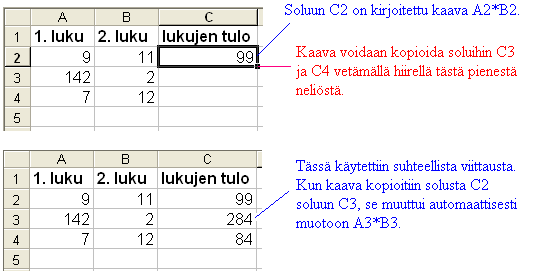 Soluun C2 on kirjoitettu kaava A2*B2.
A B C
1 1. luku 2. luku lukujen tulo
2 9 11 99
3 142 2
4 7 12
5
Kaava voidaan kopioida soluihin C3
ja C4 vetämällä hiirellä tästä pienestä
neliöstä.
A B C
1 1. luku 2. luku lukujen tulo
2 9 11 99
3 142 2 284
4 7 12 84
5
Tässä käytettiin suhteellista viittausta.
Kun kaava kopioitiin solusta C2
soluun C3, se muuttui automaattisesti
muotoon A3*B3.